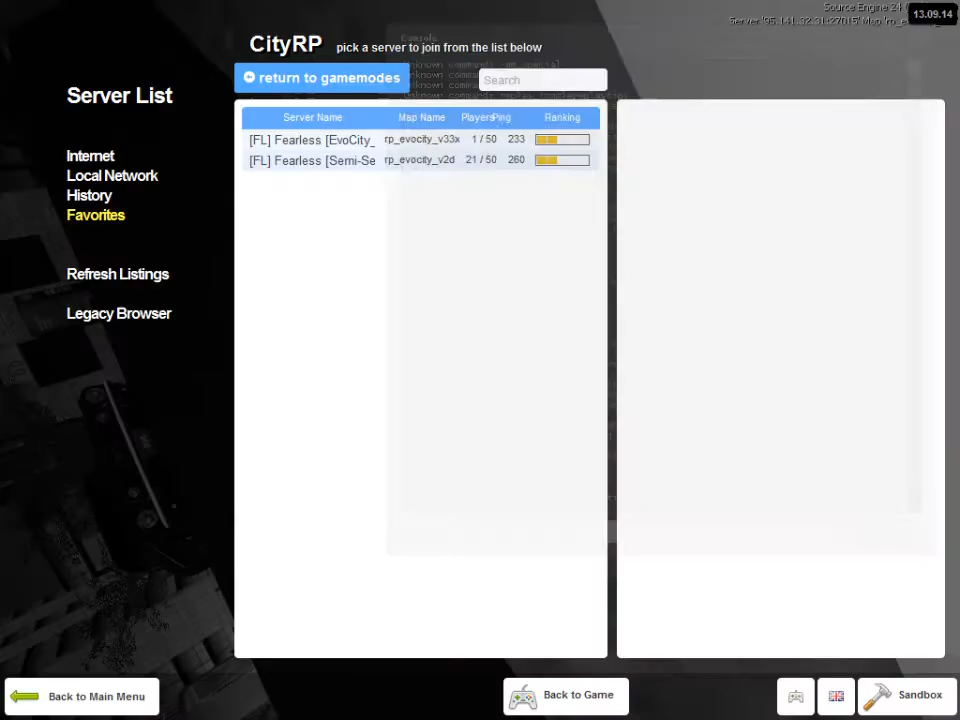 Source Engine 24
13.09.14
Server '95.141.32.31:27015' Map 'rp_e
CityRP pick a server to join from the list below
return to gamemodes
Search
Server List
Server Name Map Name Players Ping Ranking
[FL] Fearless [EvoCity_ rp_evocity_v33x 1 / 50 233
[FL] Fearless [Semi-Se rp_evocity_v2d 21 / 50 260
Internet
Local Network
History
Favorites
Refresh Listings
Legacy Browser
Back to Main Menu
Back to Game
Sandbox